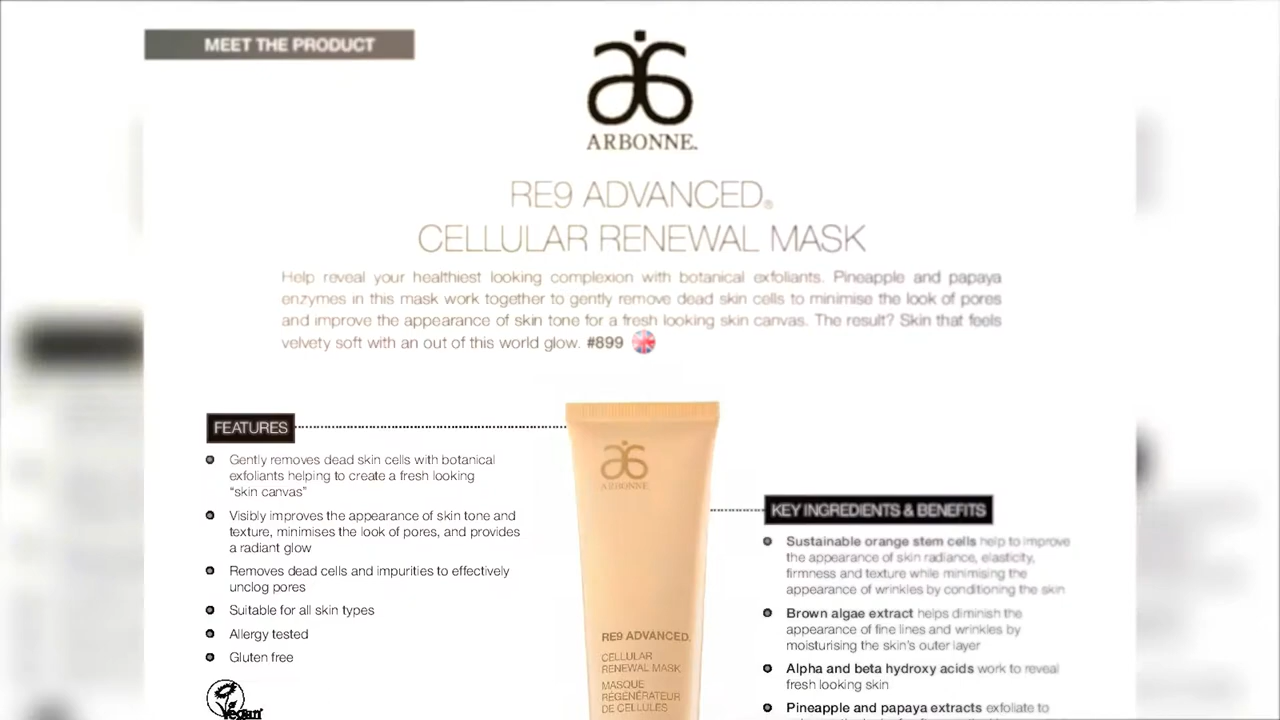 MEET THE PRODUCT
ARBONNE.
RE9 ADVANCED®
CELLULAR RENEWAL MASK
Help reveal your healthiest looking complexion with botanical exfoliants. Pineapple and papaya
enzymes in this mask work together to gently remove dead skin cells to minimise the look of pores
and improve the appearance of skin tone for a fresh looking skin canvas. The result? Skin that feels
velvety soft with an out of this world glow. #899
FEATURES
Gently removes dead skin cells with botanical
exfoliants helping to create a fresh looking
“skin canvas”
Visibly improves the appearance of skin tone and
texture, minimises the look of pores, and provides
a radiant glow
Removes dead cells and impurities to effectively
unclog pores
Suitable for all skin types
Allergy tested
Gluten free
Vegan
ARBONNE
RE9 ADVANCED.
CELLULAR
RENEWAL MASK
MASQUE
RÉGÉNÉRATEUR
DE CELLULES
KEY INGREDIENTS & BENEFITS
Sustainable orange stem cells help to improve
the appearance of skin radiance, elasticity,
firmness and texture while minimising the
appearance of wrinkles by conditioning the skin
Brown algae extract helps diminish the
appearance of fine lines and wrinkles by
moisturising the skin's outer layer
Alpha and beta hydroxy acids work to reveal
fresh looking skin
Pineapple and papaya extracts exfoliate to